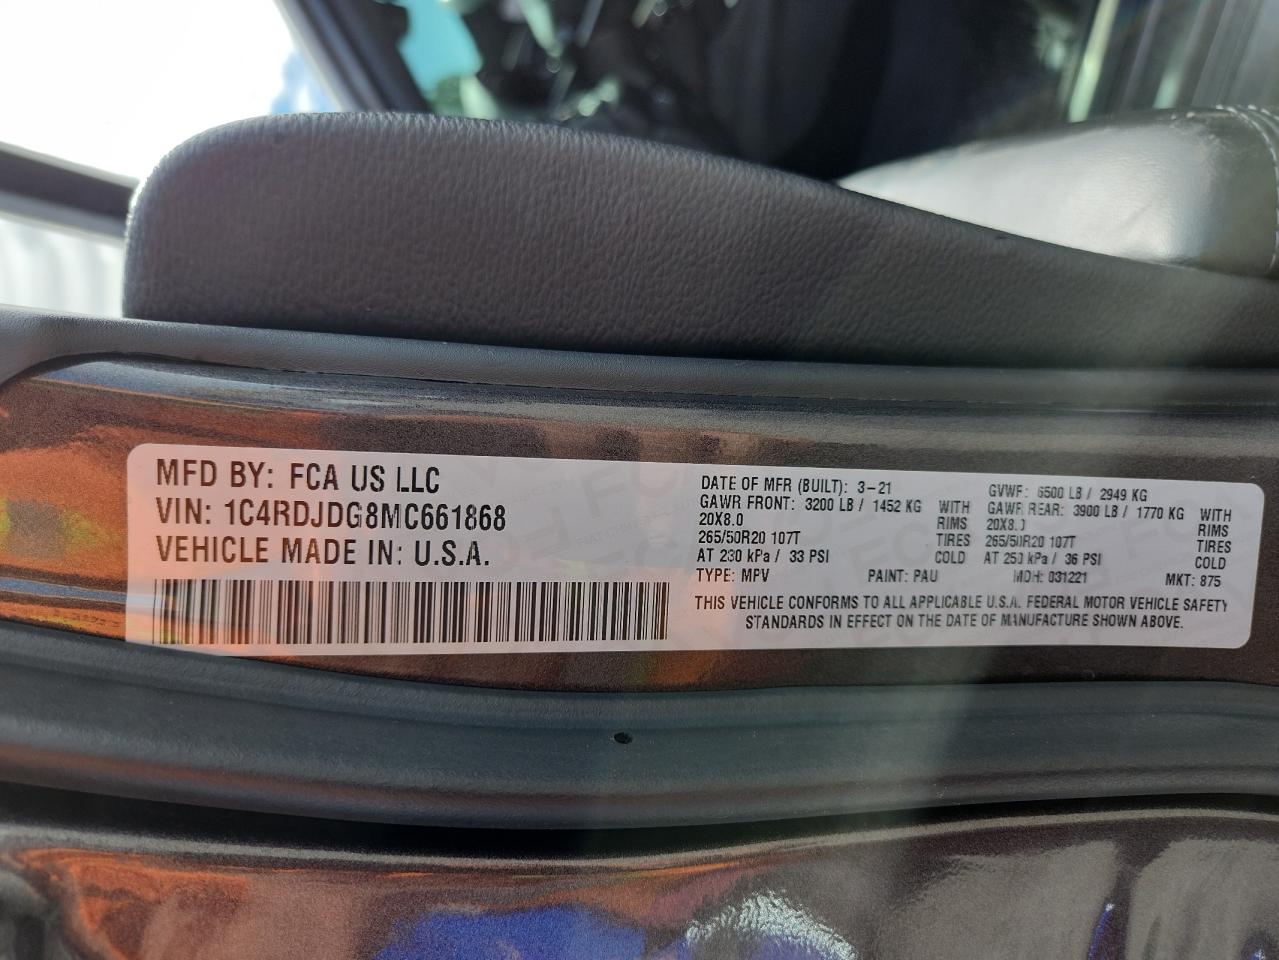 MFD BY: FCA US LLC
VIN: 1C4RDJDG8MC661868
VEHICLE MADE IN: U.S.A.
DATE OF MFR (BUILT): 3-21
GAWR FRONT: 3200 LB / 1452 KG WITH
20X8.0 RIMS
265/50R20 107T TIRES
AT 230 kPa / 33 PSI COLD
GVWR: 6500 LB / 2949 KG
GAWR REAR: 3900 LB / 1770 KG WITH
20X8.0 RIMS
265/50R20 107T TIRES
AT 250 kPa / 36 PSI COLD
TYPE: MPV PAINT: PAU MDH: 031221 MKT: 875
THIS VEHICLE CONFORMS TO ALL APPLICABLE U.S.A. FEDERAL MOTOR VEHICLE SAFETY
STANDARDS IN EFFECT ON THE DATE OF MANUFACTURE SHOWN ABOVE.